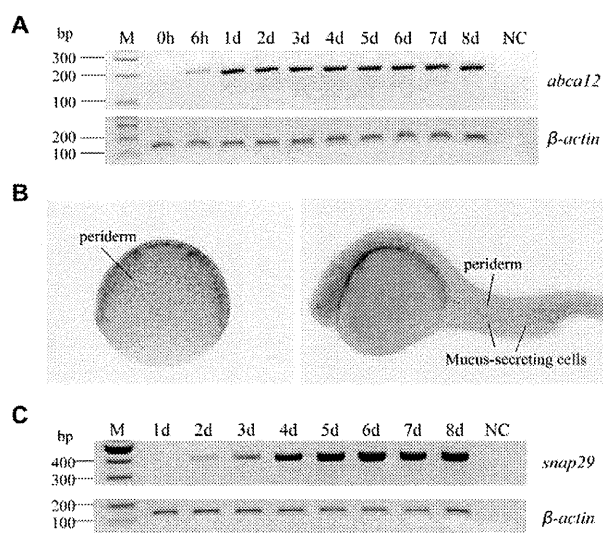 A
bp M 0h 6h 1d 2d 3d 4d 5d 6d 7d 8d NC
300
200
100
abca12
200
100
β-actin
B
periderm
periderm
Mucus-secreting cells
C
bp M 1d 2d 3d 4d 5d 6d 7d 8d NC
400
300
snap29
200
100
β-actin